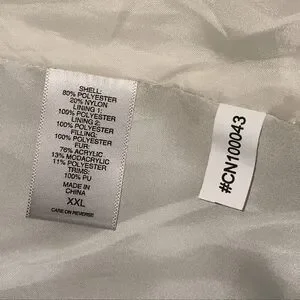 SHELL:
80% POLYESTER
20% NYLON
LINING 1:
100% POLYESTER
LINING 2:
100% POLYESTER
FILLING:
100% POLYESTER
FUR:
76% ACRYLIC
13% MODACRYLIC
11% POLYESTER
TRIMS:
100% PU
MADE IN
CHINA
XXL
CARE ON REVERSE
#CN100043